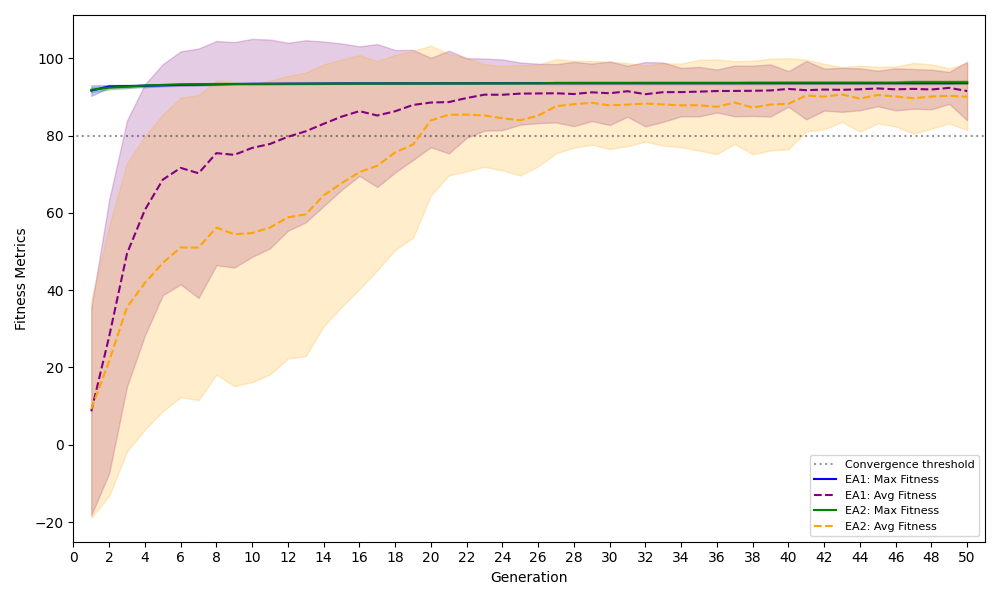 Fitness Metrics
100
80
60
40
20
0
−20
0 2 4 6 8 10 12 14 16 18 20 22 24 26 28 30 32 34 36 38 40 42 44 46 48 50
Generation
Convergence threshold
EA1: Max Fitness
EA1: Avg Fitness
EA2: Max Fitness
EA2: Avg Fitness